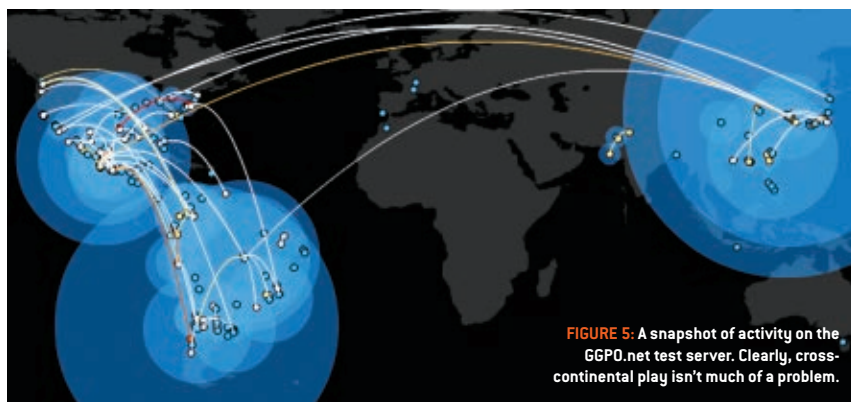 FIGURE 5: A snapshot of activity on the
GGPO.net test server. Clearly, cross-
continental play isn't much of a problem.